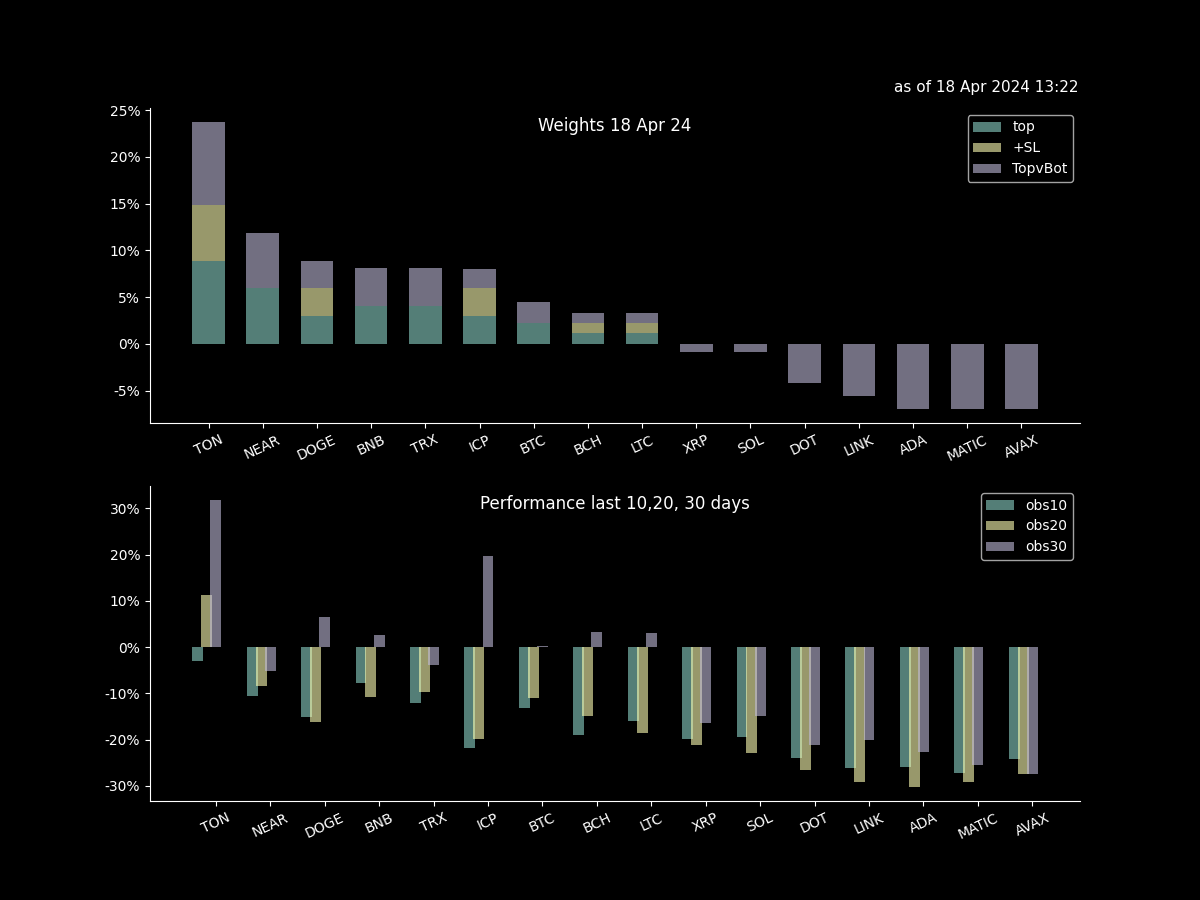 as of 18 Apr 2024 13:22
Weights 18 Apr 24
top
+SL
TopvBot
25%
20%
15%
10%
5%
0%
-5%
TON NEAR DOGE BNB TRX ICP BTC BCH LTC XRP SOL DOT LINK ADA MATIC AVAX
Performance last 10,20, 30 days
obs10
obs20
obs30
30%
20%
10%
0%
-10%
-20%
-30%
TON NEAR DOGE BNB TRX ICP BTC BCH LTC XRP SOL DOT LINK ADA MATIC AVAX